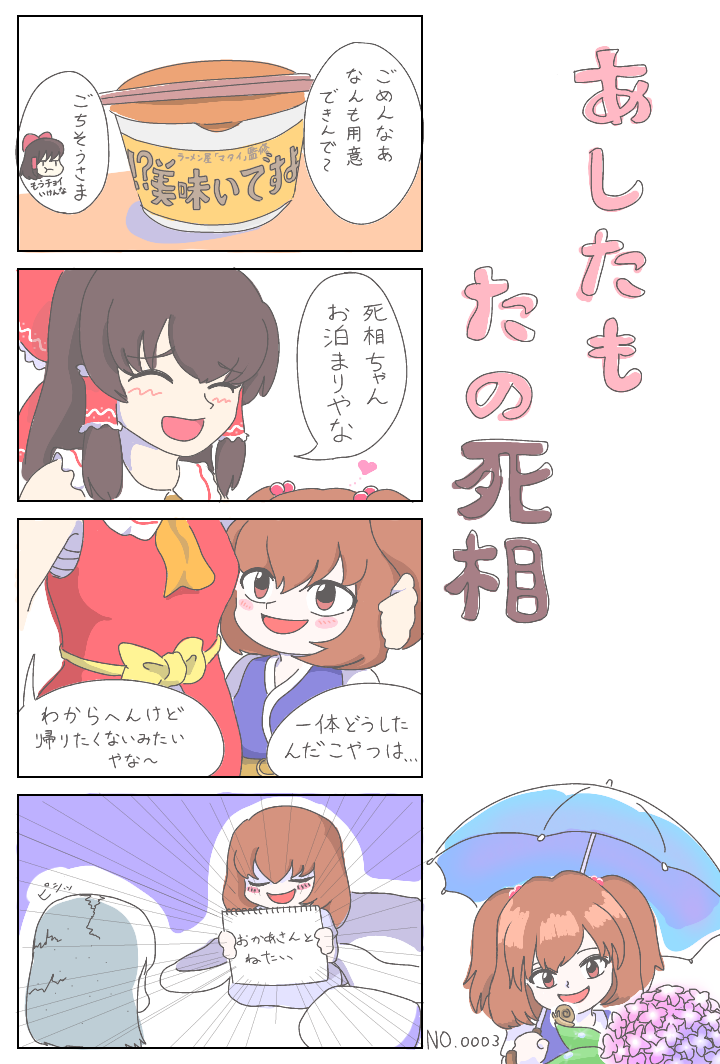 あしたも
たの死相
ごめんなあ
なんも用意
できんで〜
ラーメン屋「マタイ」監修
!?美味いですよ
ごちそうさま
もうチョイ
いけんな
死相ちゃん
お泊まりやな
一体どうした
んだこやつは…
わからへんけど
帰りたくないみたい
やな〜
おかあさんと
ねたい、、
ピシッ
NO.0003